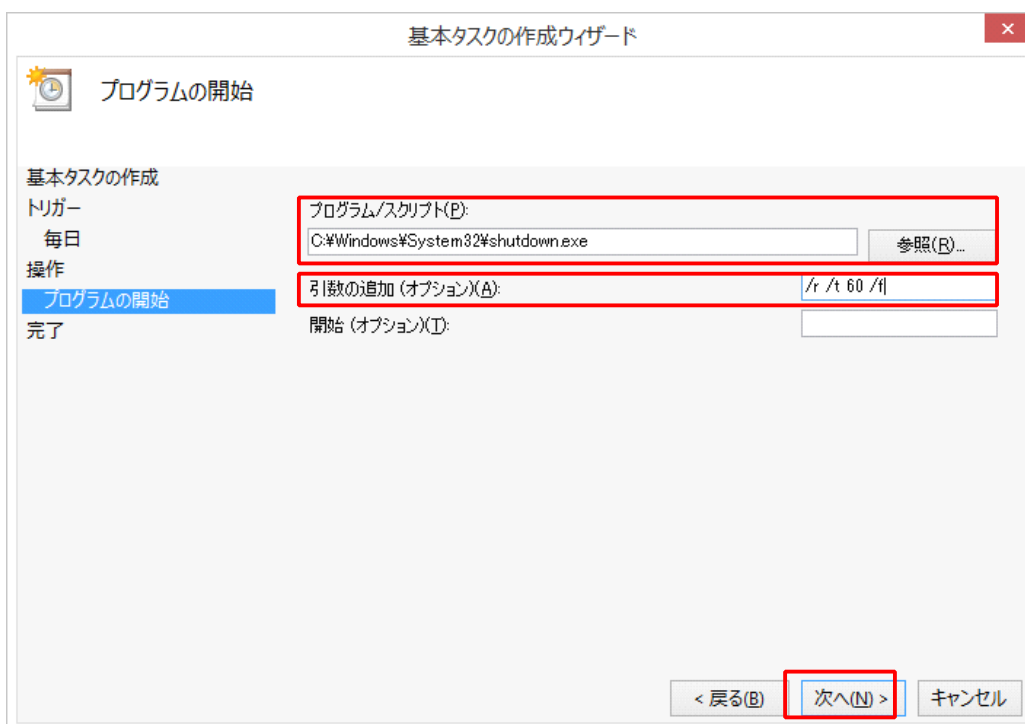 基本タスクの作成ウィザード
プログラムの開始
基本タスクの作成
トリガー
毎日
操作
プログラムの開始
完了
プログラム/スクリプト(P):
C:¥Windows¥System32¥shutdown.exe
参照(R)...
引数の追加 (オプション)(A):
/r /t 60 /f
開始 (オプション)(T):
< 戻る(B)
次へ(N) >
キャンセル